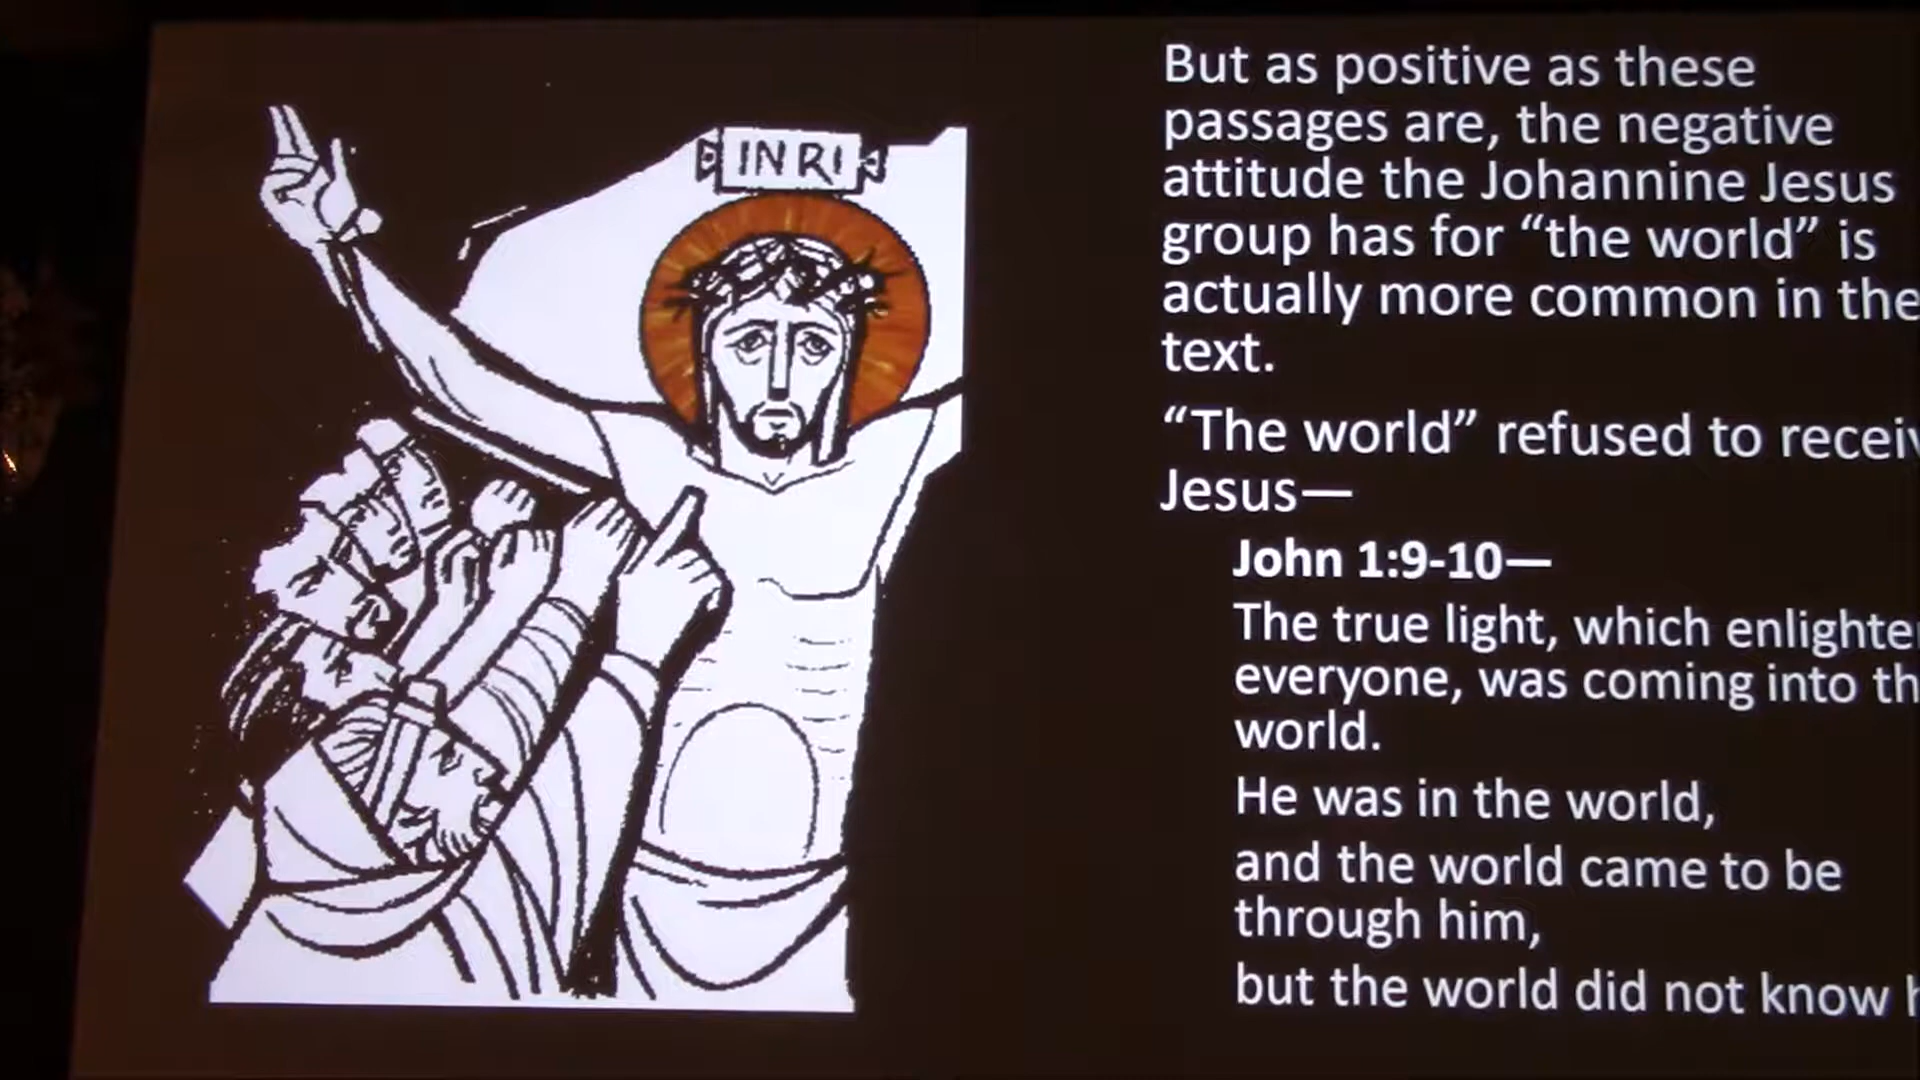 INRI
But as positive as these
passages are, the negative
attitude the Johannine Jesus
group has for “the world” is
actually more common in the
text.
“The world” refused to
Jesus—
John 1:9-10—
The true light, which
everyone, was coming into
world.
He was in the world,
and the world came to be
through him,
but the world did not know